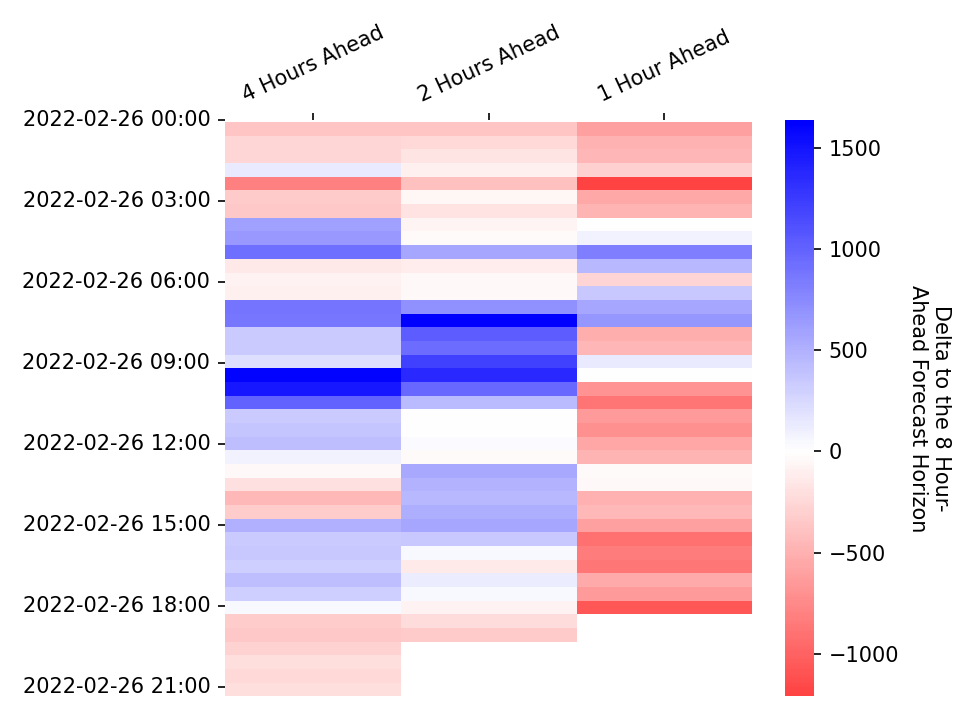 4 Hours Ahead
2 Hours Ahead
1 Hour Ahead
2022-02-26 00:00
2022-02-26 03:00
2022-02-26 06:00
2022-02-26 09:00
2022-02-26 12:00
2022-02-26 15:00
2022-02-26 18:00
2022-02-26 21:00
1500
1000
500
0
−500
−1000
Delta to the 8 Hour-
Ahead Forecast Horizon